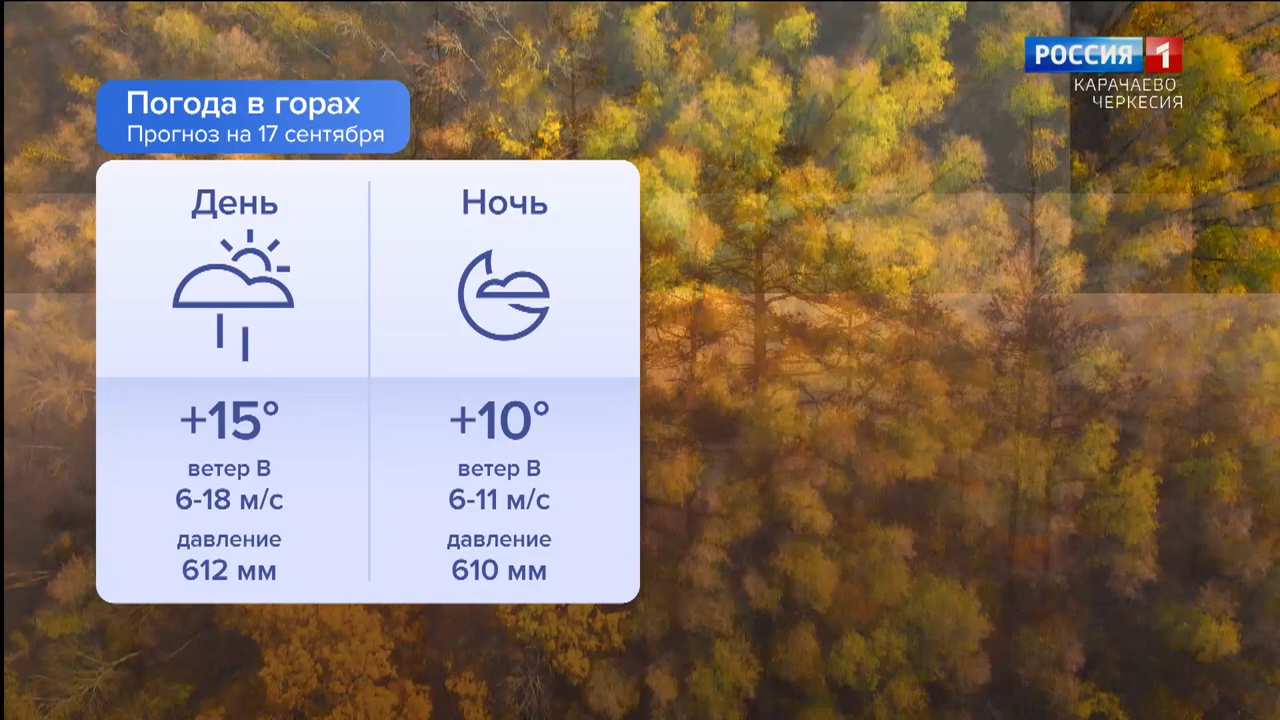 РОССИЯ 1
КАРАЧАЕВО-
ЧЕРКЕСИЯ
Погода в горах
Прогноз на 17 сентября
День
Ночь
+15°
+10°
ветер В
ветер В
6-18 м/с
6-11 м/с
давление
давление
612 мм
610 мм